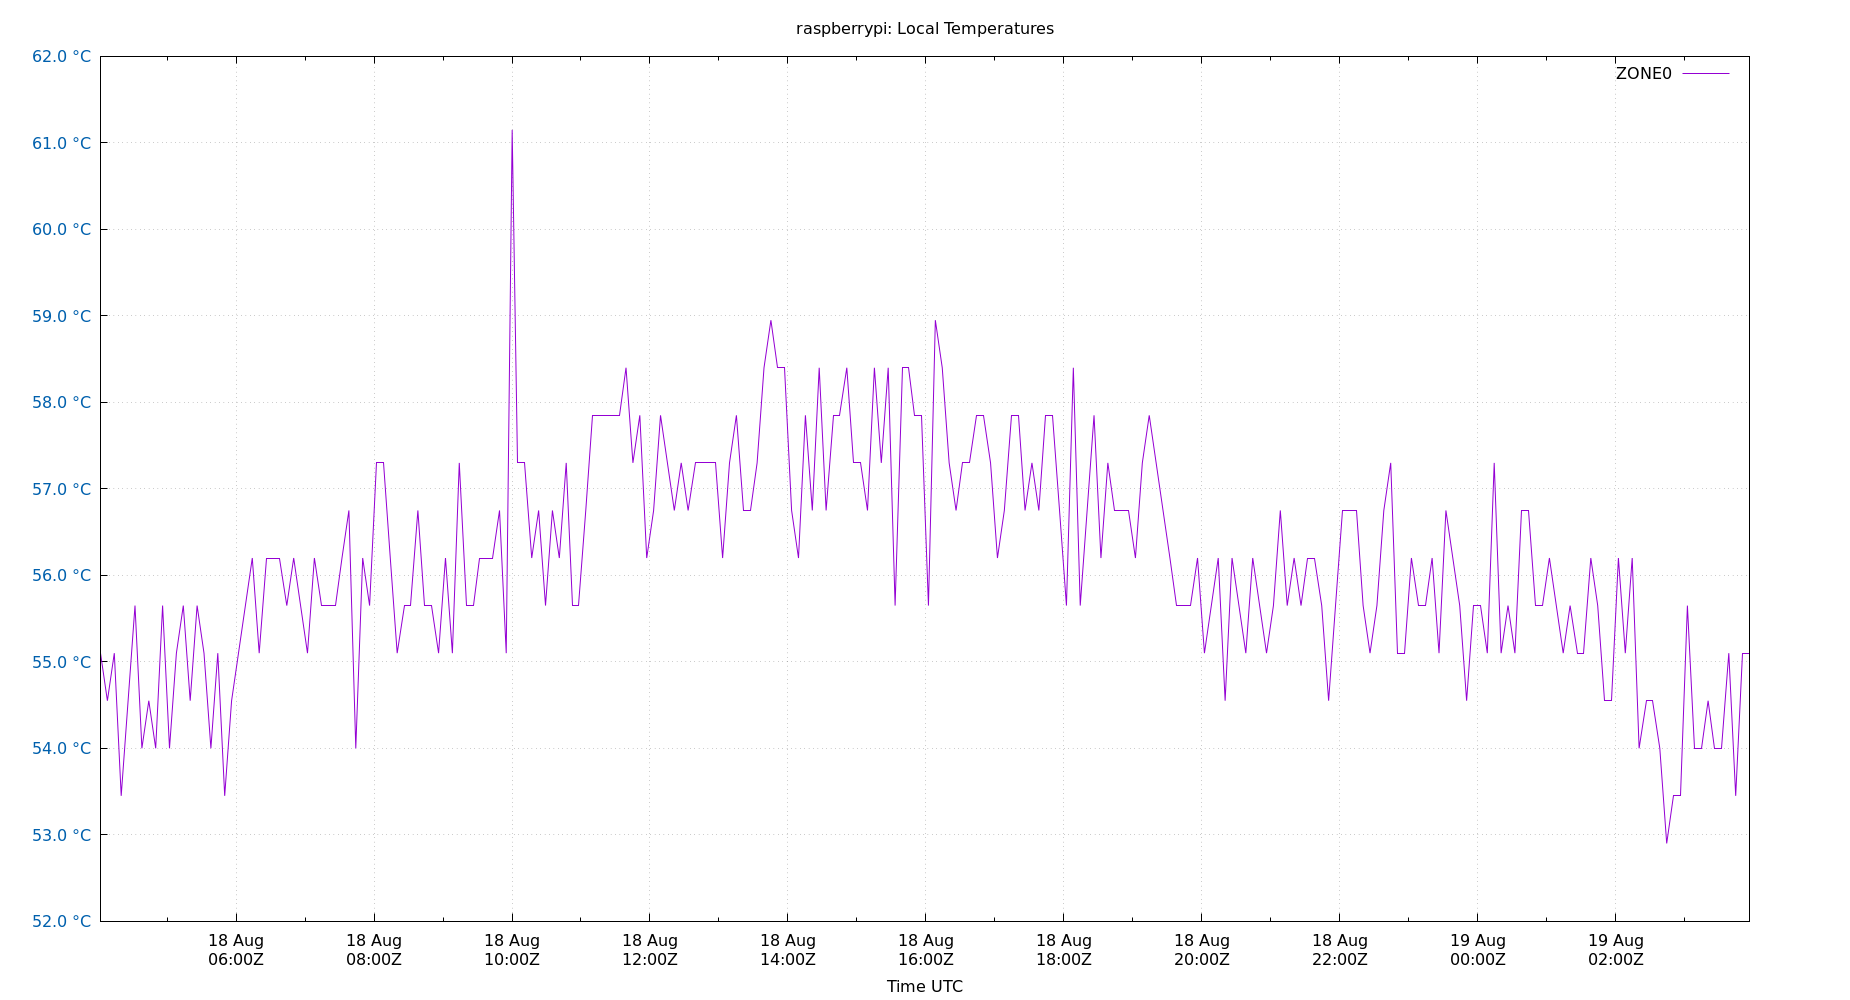 raspberrypi: Local Temperatures
62.0 °C
ZONE0
61.0 °C
60.0 °C
59.0 °C
58.0 °C
57.0 °C
56.0 °C
55.0 °C
54.0 °C
53.0 °C
52.0 °C
18 Aug 18 Aug 18 Aug 18 Aug 18 Aug 18 Aug 18 Aug 18 Aug 18 Aug 19 Aug 19 Aug
06:00Z 08:00Z 10:00Z 12:00Z 14:00Z 16:00Z 18:00Z 20:00Z 22:00Z 00:00Z 02:00Z
Time UTC